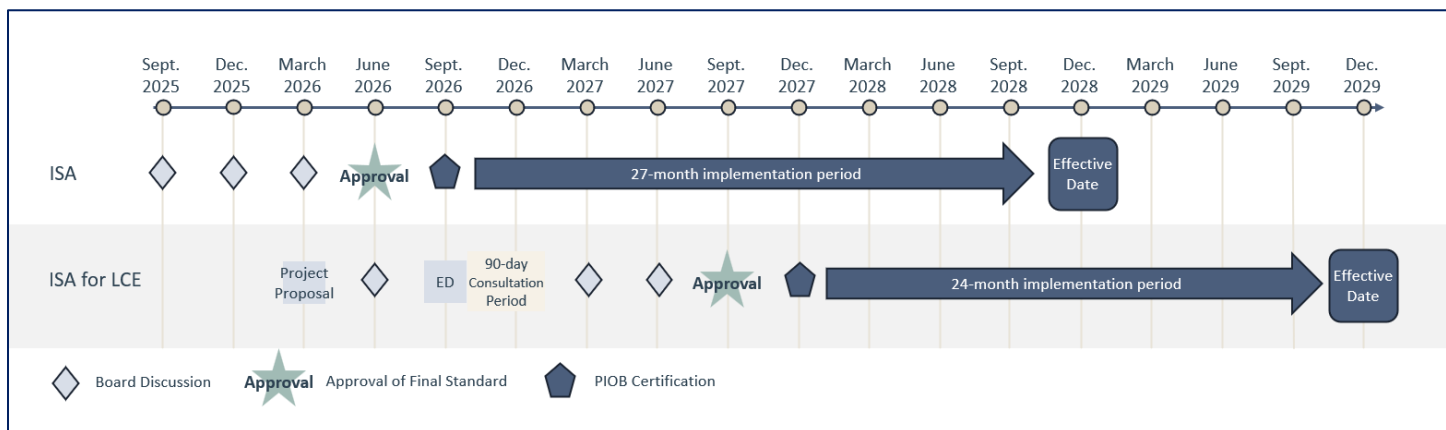 Sept. Dec. March June Sept. Dec. March June Sept. Dec. March June Sept. Dec. March June Sept. Dec.
2025 2025 2026 2026 2026 2026 2027 2027 2027 2027 2028 2028 2028 2028 2029 2029 2029 2029
ISA
Approval
27-month implementation period
Effective
Date
ISA for LCE
Project
Proposal
ED
90-day
Consultation
Period
Approval
24-month implementation period
Effective
Date
Board Discussion
Approval
Approval of Final Standard
PIOB Certification